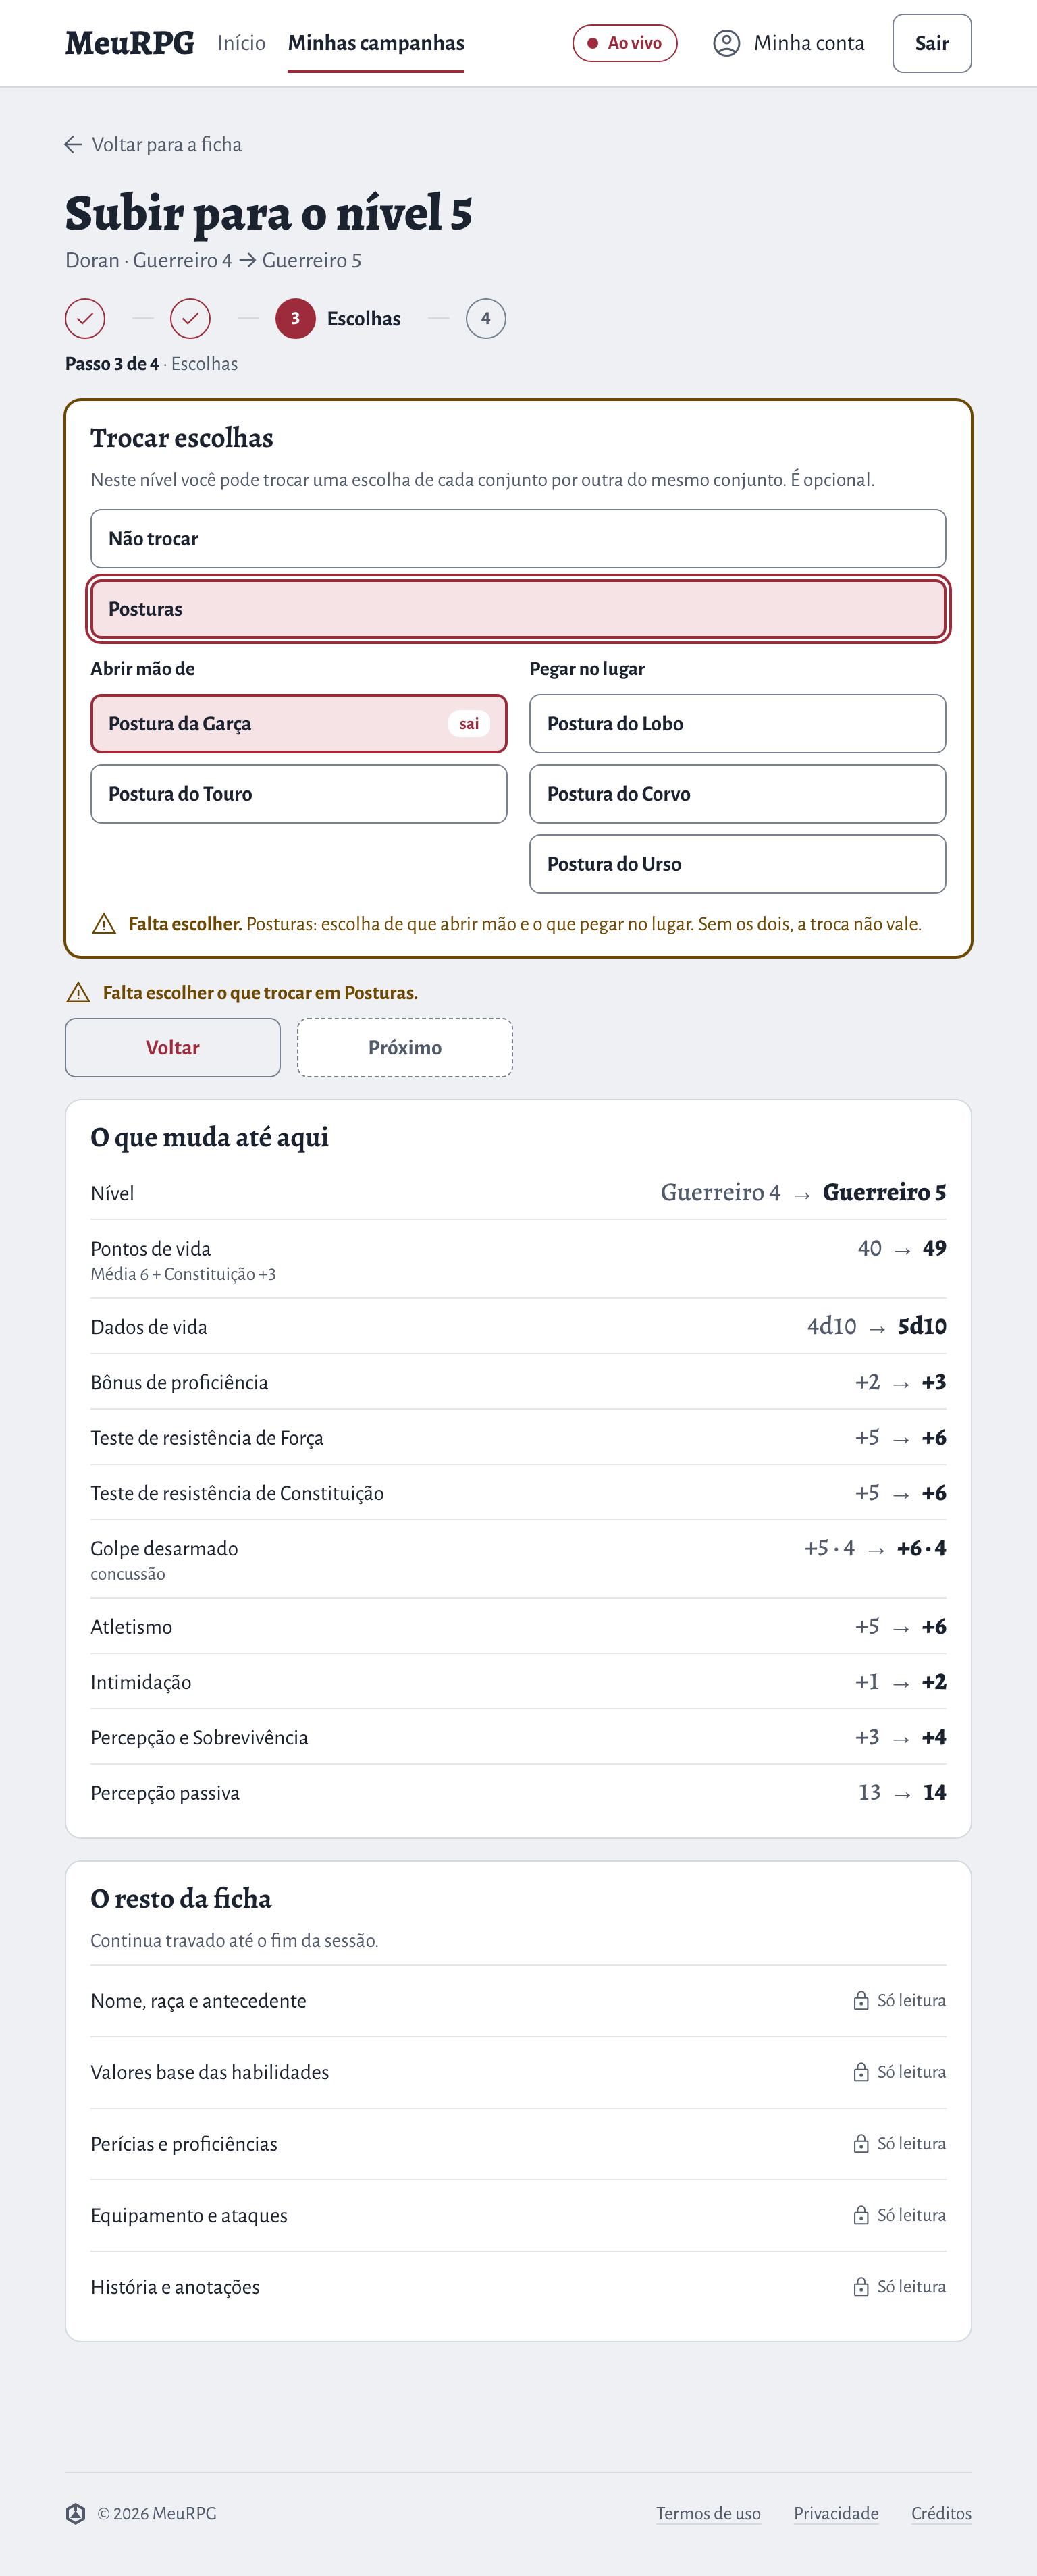 MeuRPG Início Minhas campanhas Ao vivo Minha conta Sair
Voltar para a ficha
Subir para o nível 5
Doran · Guerreiro 4 → Guerreiro 5
3 Escolhas 4
Passo 3 de 4 · Escolhas
Trocar escolhas
Neste nível você pode trocar uma escolha de cada conjunto por outra do mesmo conjunto. É opcional.
Não trocar
Posturas
Abrir mão de Pegar no lugar
Postura da Garça sai Postura do Lobo
Postura do Touro Postura do Corvo
Postura do Urso
Falta escolher. Posturas: escolha de que abrir mão e o que pegar no lugar. Sem os dois, a troca não vale.
Falta escolher o que trocar em Posturas.
Voltar Próximo
O que muda até aqui
Nível Guerreiro 4 → Guerreiro 5
Pontos de vida 40 → 49
Média 6 + Constituição +3
Dados de vida 4d10 → 5d10
Bônus de proficiência +2 → +3
Teste de resistência de Força +5 → +6
Teste de resistência de Constituição +5 → +6
Golpe desarmado +5 · 4 → +6 · 4
concussão
Atletismo +5 → +6
Intimidação +1 → +2
Percepção e Sobrevivência +3 → +4
Percepção passiva 13 → 14
O resto da ficha
Continua travado até o fim da sessão.
Nome, raça e antecedente Só leitura
Valores base das habilidades Só leitura
Perícias e proficiências Só leitura
Equipamento e ataques Só leitura
História e anotações Só leitura
© 2026 MeuRPG Termos de uso Privacidade Créditos